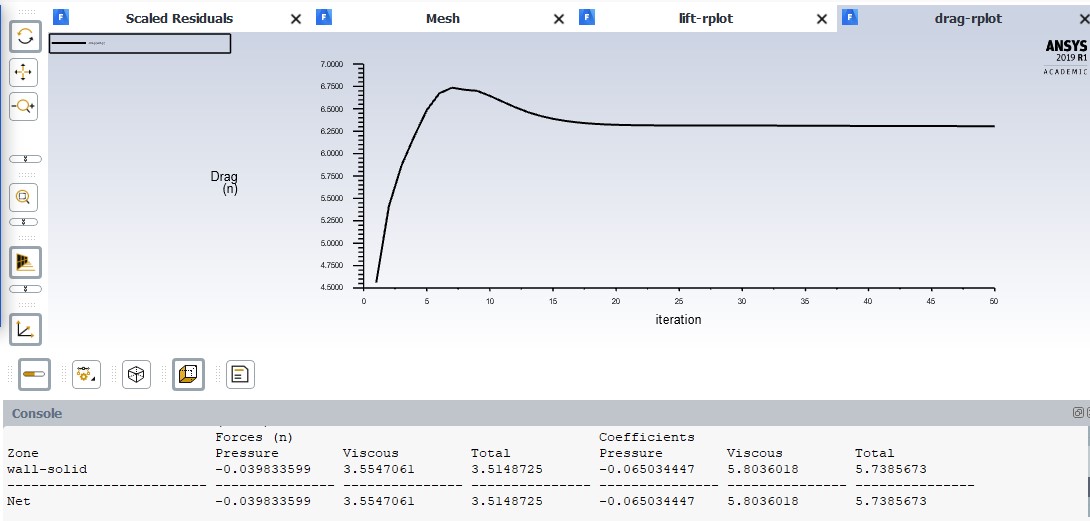 Scaled Residuals
Mesh
lift-rplot
drag-rplot
ANSYS
2019 R1
ACADEMIC
7.0000
6.7500
6.5000
6.2500
6.0000
5.7500
5.5000
5.2500
5.0000
4.7500
4.5000
Drag
(n)
0 5 10 15 20 25 30 35 40 45 50
iteration
Console
Forces (n) Coefficients
Zone Pressure Viscous Total Pressure Viscous Total
wall-solid -0.039833599 3.5547061 3.5148725 -0.065034447 5.8036018 5.7385673
Net -0.039833599 3.5547061 3.5148725 -0.065034447 5.8036018 5.7385673